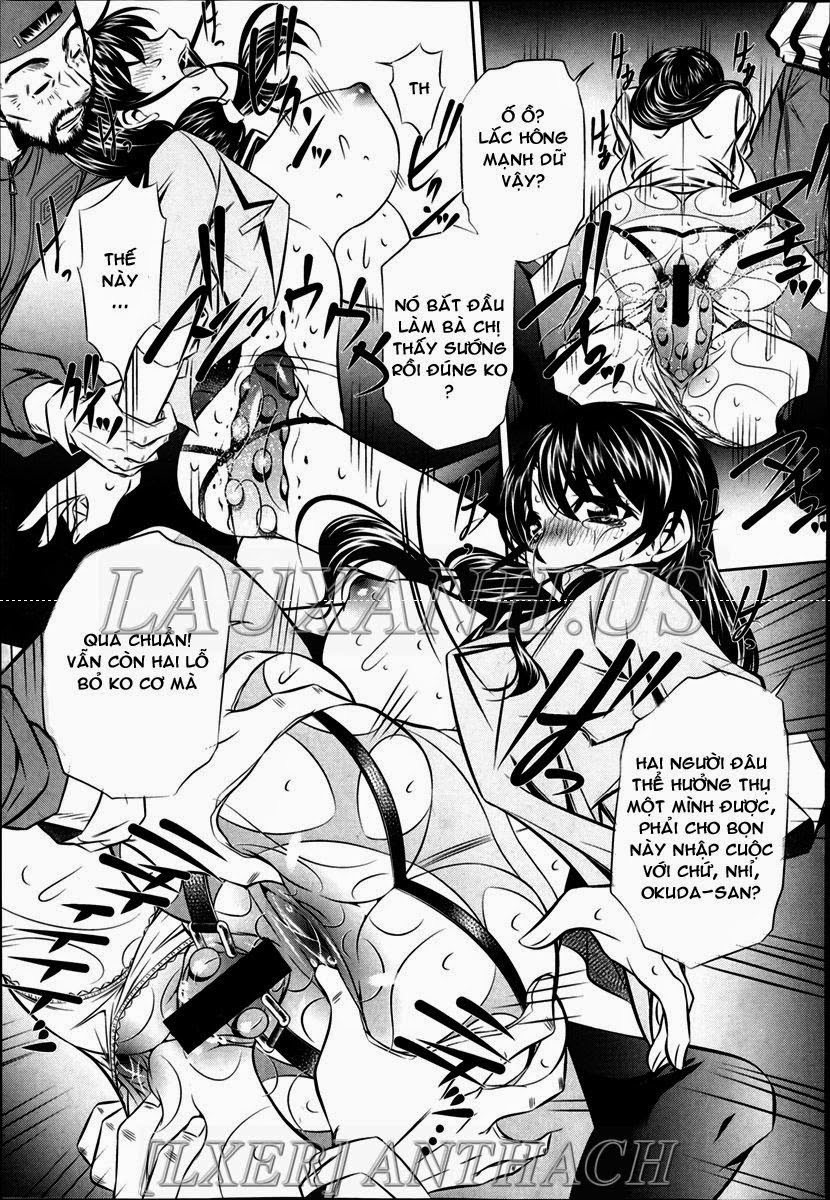 TH
Ố Ồ?
LẮC HÔNG
MẠNH DỮ
VẬY?
THẾ
NÀY
...
NÓ BẮT ĐẦU
LÀM BÀ CHỊ
THẤY SƯỚNG
RỒI ĐÚNG KO
?
LAUXANH.US
QUÁ CHUẨN!
VẪN CÒN HAI LỖ
BỎ KO CƠ MÀ
HAI NGƯỜI ĐÂU
THỂ HƯỞNG THỤ
MỘT MÌNH ĐƯỢC,
PHẢI CHO BỌN
NÀY NHẬP CUỘC
VỚI CHỨ, NHỈ,
OKUDA-SAN?
[LXER] ANTHACH